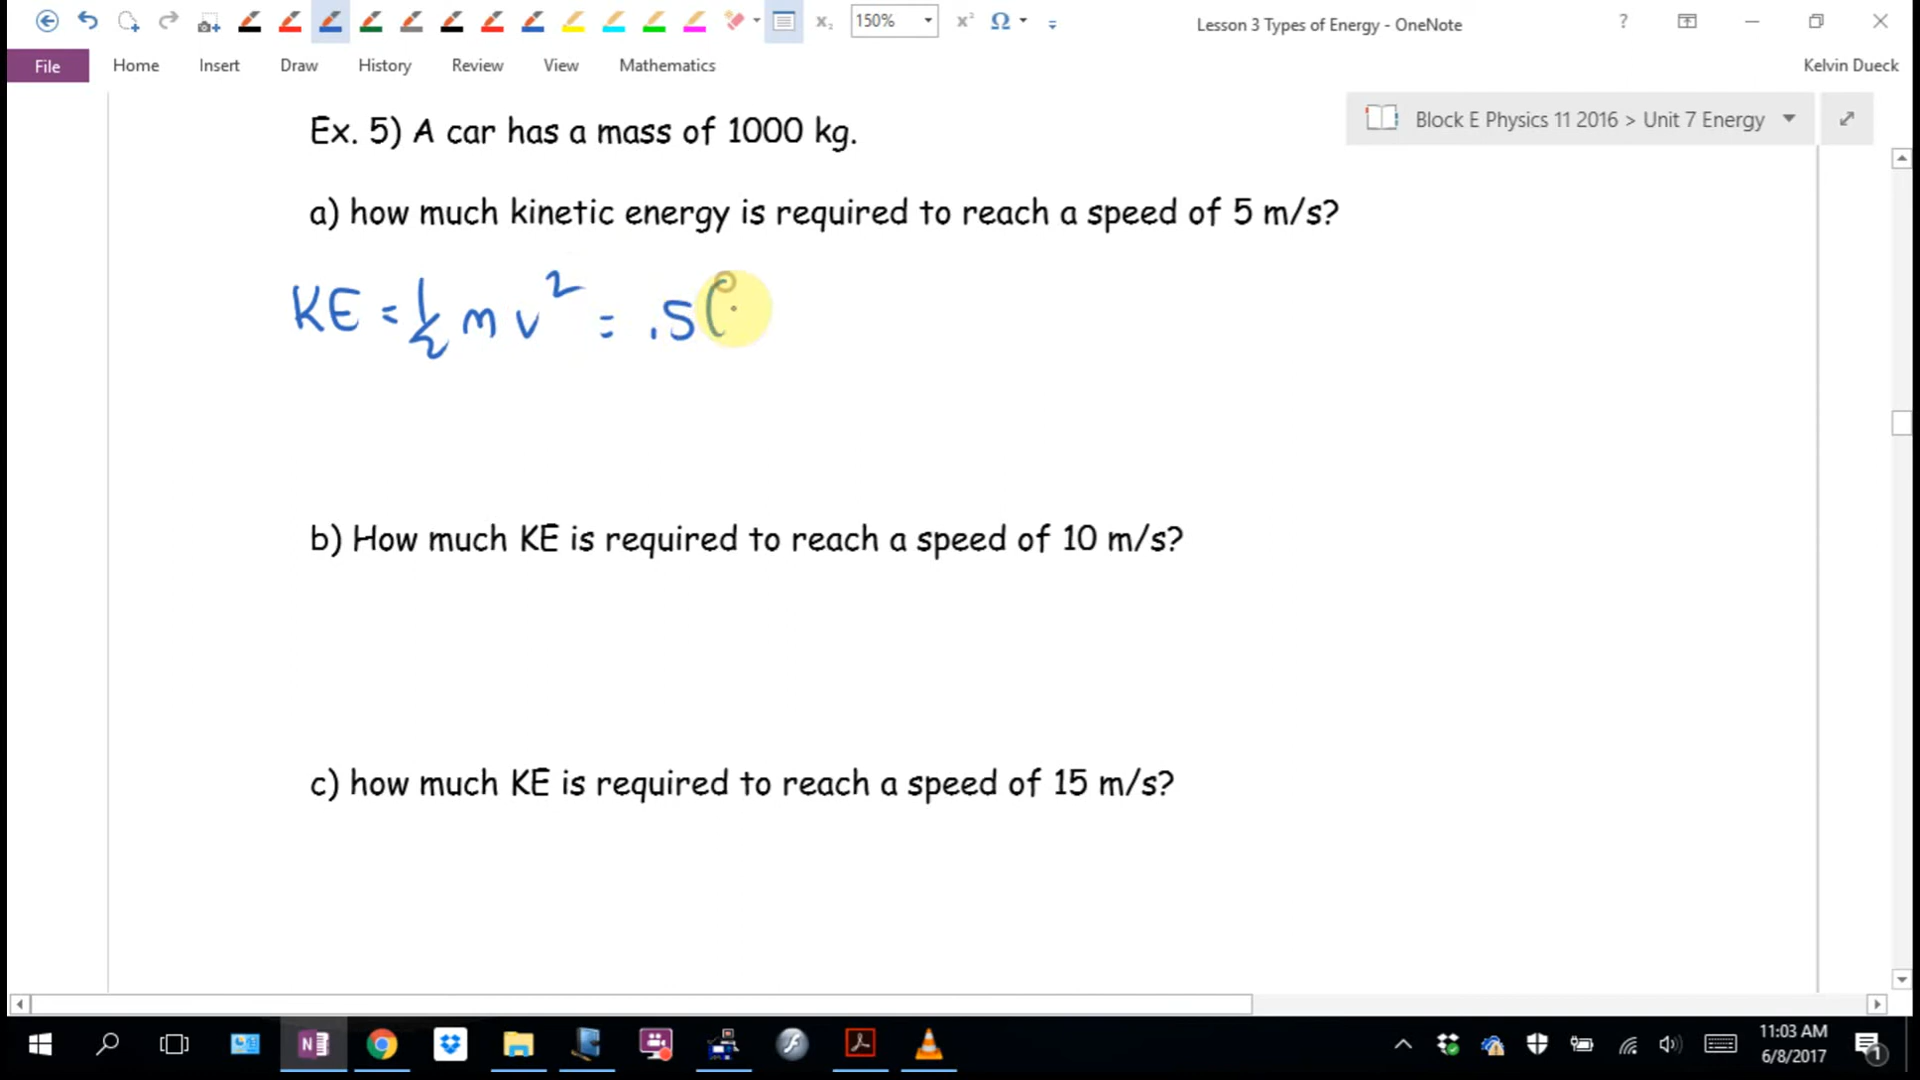 150%
Lesson 3 Types of Energy - OneNote
?
File
Home
Insert
Draw
History
Review
View
Mathematics
Kelvin Dueck
Block E Physics 11 2016 > Unit 7 Energy
Ex. 5) A car has a mass of 1000 kg.
a) how much kinetic energy is required to reach a speed of 5 m/s?
KE = ½ m v² = .5(
b) How much KE is required to reach a speed of 10 m/s?
c) how much KE is required to reach a speed of 15 m/s?
11:03 AM
6/8/2017
1